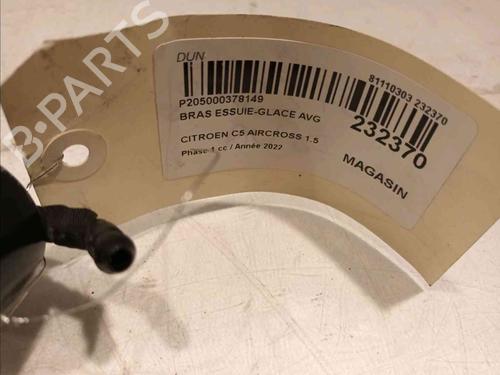 B-PARTS
DUN
P205000378149
BRAS ESSUIE-GLACE AVG
CITROEN C5 AIRCROSS 1.5
Phase 1 cc / Année 2022
81110303 232370
232370
MAGASIN